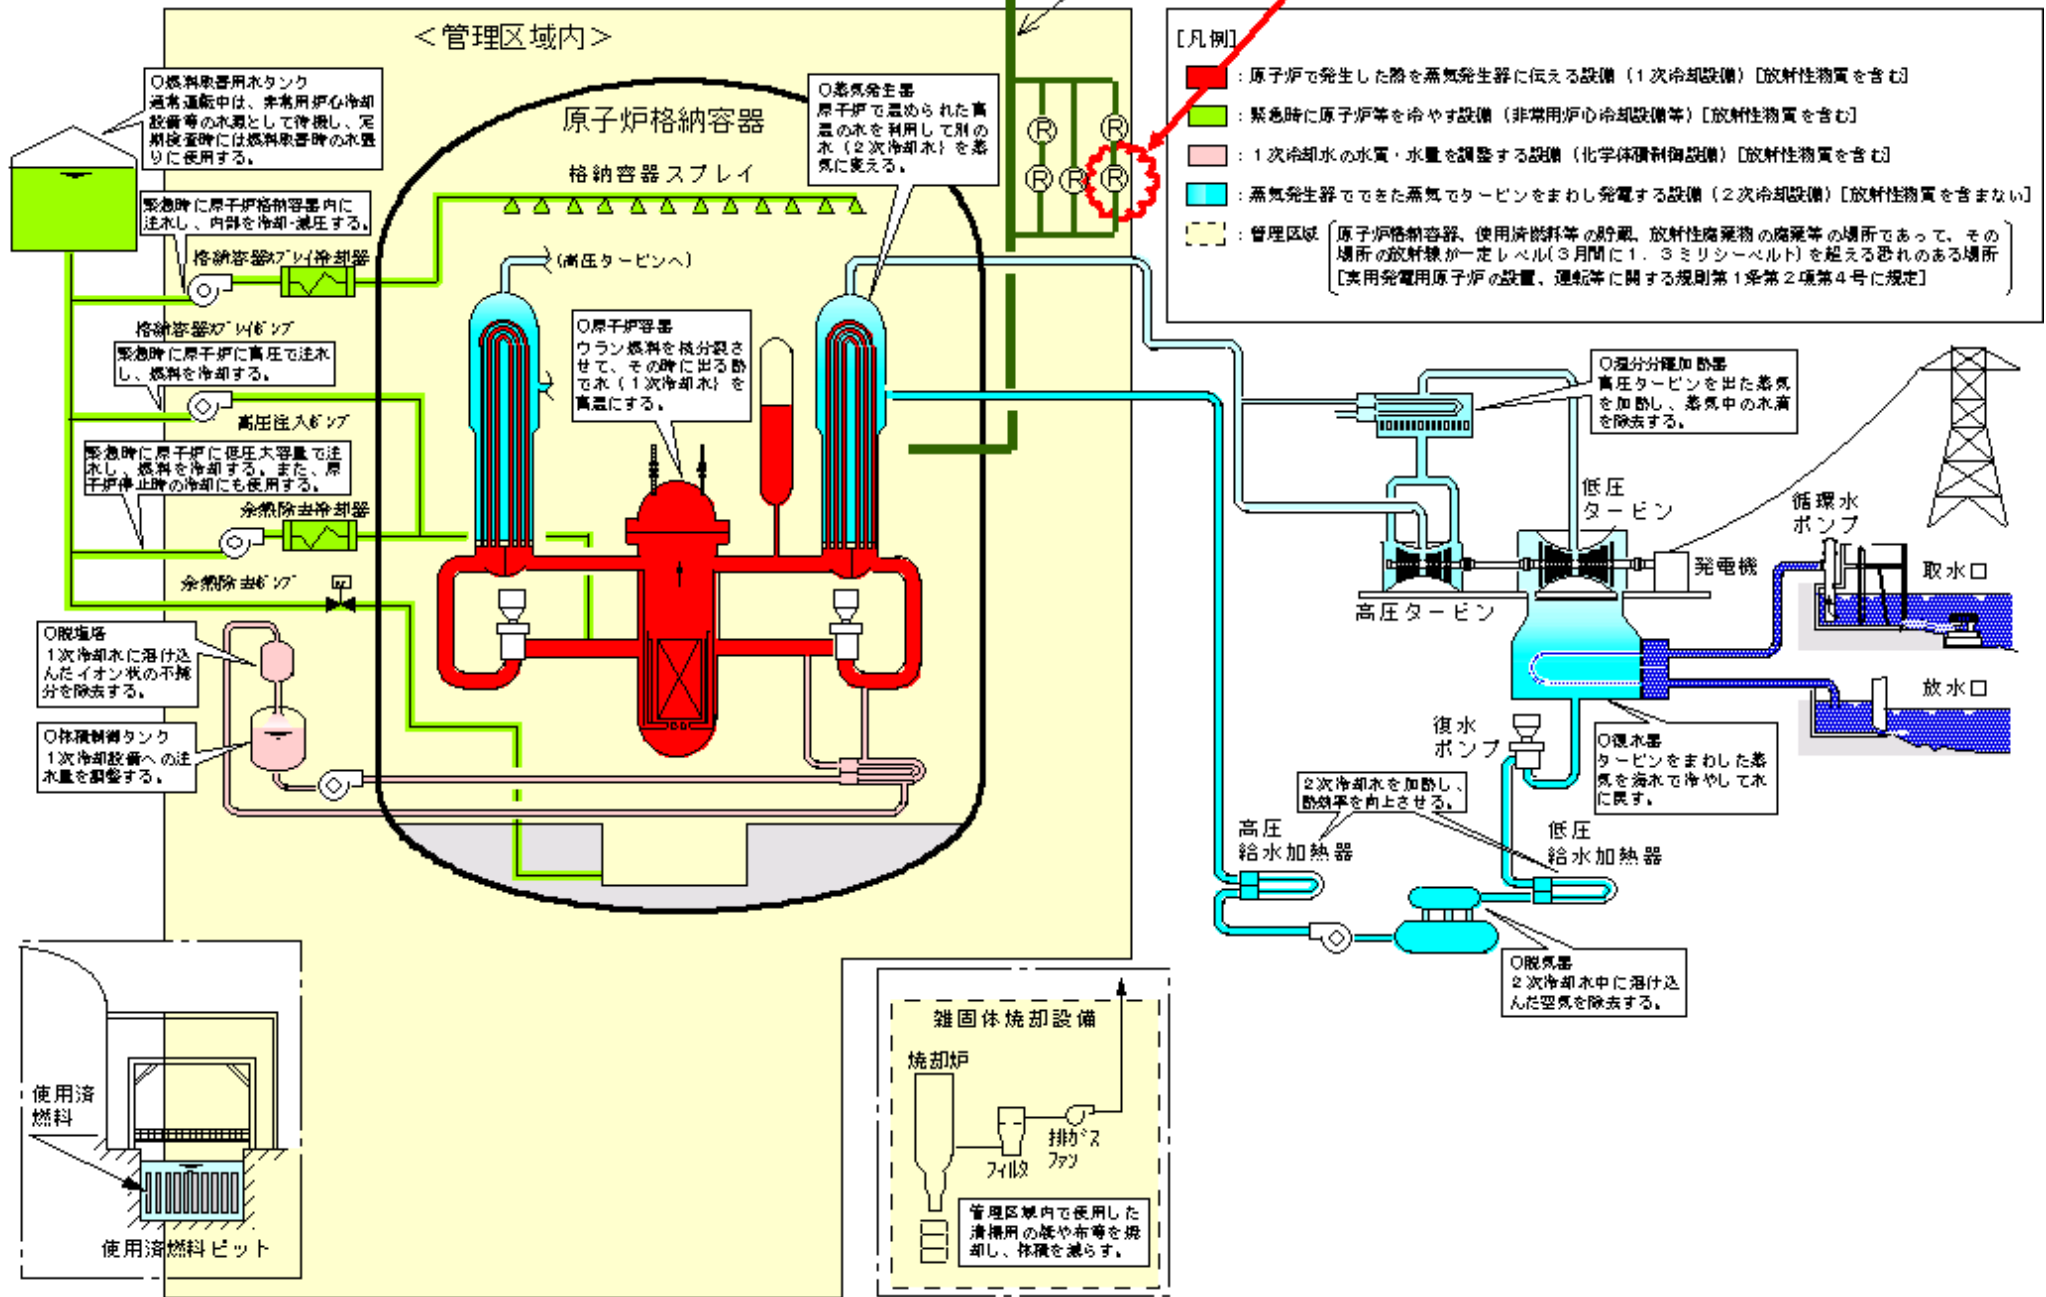 <管理区域内>
○燃料取替用水タンク
通常運転中は、非常用炉心冷却
設備等の水源として待機し、定
期検査時には燃料取替時の水張
りに使用する。
緊急時に原子炉格納容器内に
注水し、内部を冷却・減圧する。
格納容器スプレイ冷却器
格納容器スプレイポンプ
緊急時に原子炉に高圧で注水
し、燃料を冷却する。
高圧注入ポンプ
緊急時に原子炉に低圧大容量で注
水し、燃料を冷却する。また、原
子炉停止時の冷却にも使用する。
余熱除去冷却器
余熱除去ポンプ
○脱塩塔
1次冷却水に溶け込
んだイオン状の不純
分を除去する。
○体積制御タンク
1次冷却設備への注
水量を調整する。
原子炉格納容器
格納容器スプレイ
(高圧タービンへ)
○原子炉容器
ウラン燃料を核分裂さ
せて、その時に出る熱
で水(1次冷却水)を
高温にする。
○蒸気発生器
原子炉で温められた高
温の水を利用して別の
水(2次冷却水)を蒸
気に変える。
R
R
R
R
R
[凡例]
:原子炉で発生した熱を蒸気発生器に伝える設備(1次冷却設備)[放射性物質を含む]
:緊急時に原子炉等を冷やす設備(非常用炉心冷却設備等)[放射性物質を含む]
:1次冷却水の水質・水量を調整する設備(化学体積制御設備)[放射性物質を含む]
:蒸気発生器でできた蒸気でタービンをまわし発電する設備(2次冷却設備)[放射性物質を含まない]
:管理区域
原子炉格納容器、使用済燃料等の貯蔵、放射性廃棄物の廃棄等の場所であって、その
場所の放射線が一定レベル(3月間に1.3ミリシーベルト)を超える恐れのある場所
[実用発電用原子炉の設置、運転等に関する規則第1条第2項第4号に規定]
○湿分分離加熱器
高圧タービンを出た蒸気
を加熱し、蒸気中の水滴
を除去する。
低圧
タービン
高圧タービン
発電機
循環水
ポンプ
取水口
放水口
復水
ポンプ
○復水器
タービンをまわした蒸
気を海水で冷やして水
に戻す。
2次冷却水を加熱し、
熱効率を向上させる。
高圧
給水加熱器
低圧
給水加熱器
○脱気器
2次冷却水中に溶け込
んだ空気を除去する。
使用済
燃料
使用済燃料ピット
雑固体焼却設備
焼却炉
フィルタ
排ガス
ファン
管理区域内で使用した
清掃用の紙や布等を焼
却し、体積を減らす。